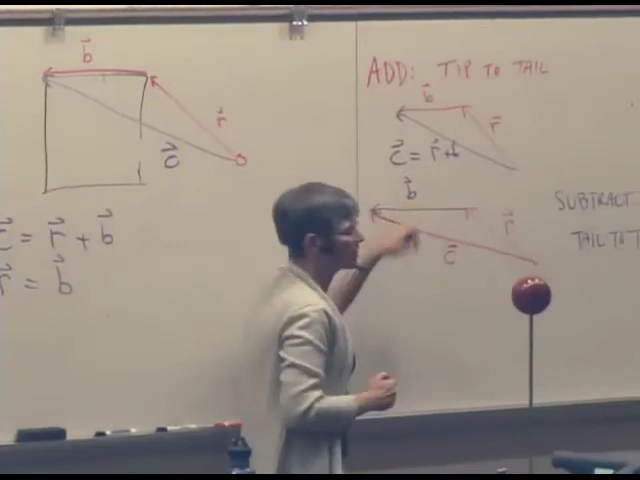 b⃗
r⃗
c⃗
= r⃗ + b⃗
= b⃗
ADD: TIP TO TAIL
b⃗
r⃗
c⃗ = r⃗+b
b⃗
r⃗
c⃗
SUBTRACT
TAIL TO